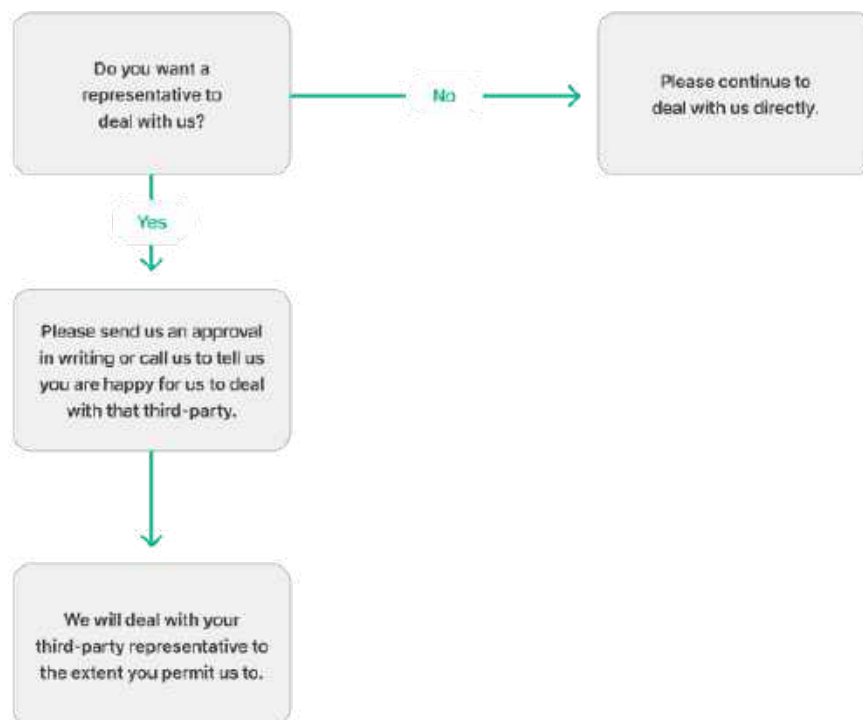 Do you want a
representative to
deal with us?
No
Please continue to
deal with us directly.
Yes
Please send us an approval
in writing or call us to tell us
you are happy for us to deal
with that third-party.
We will deal with your
third-party representative to
the extent you permit us to.